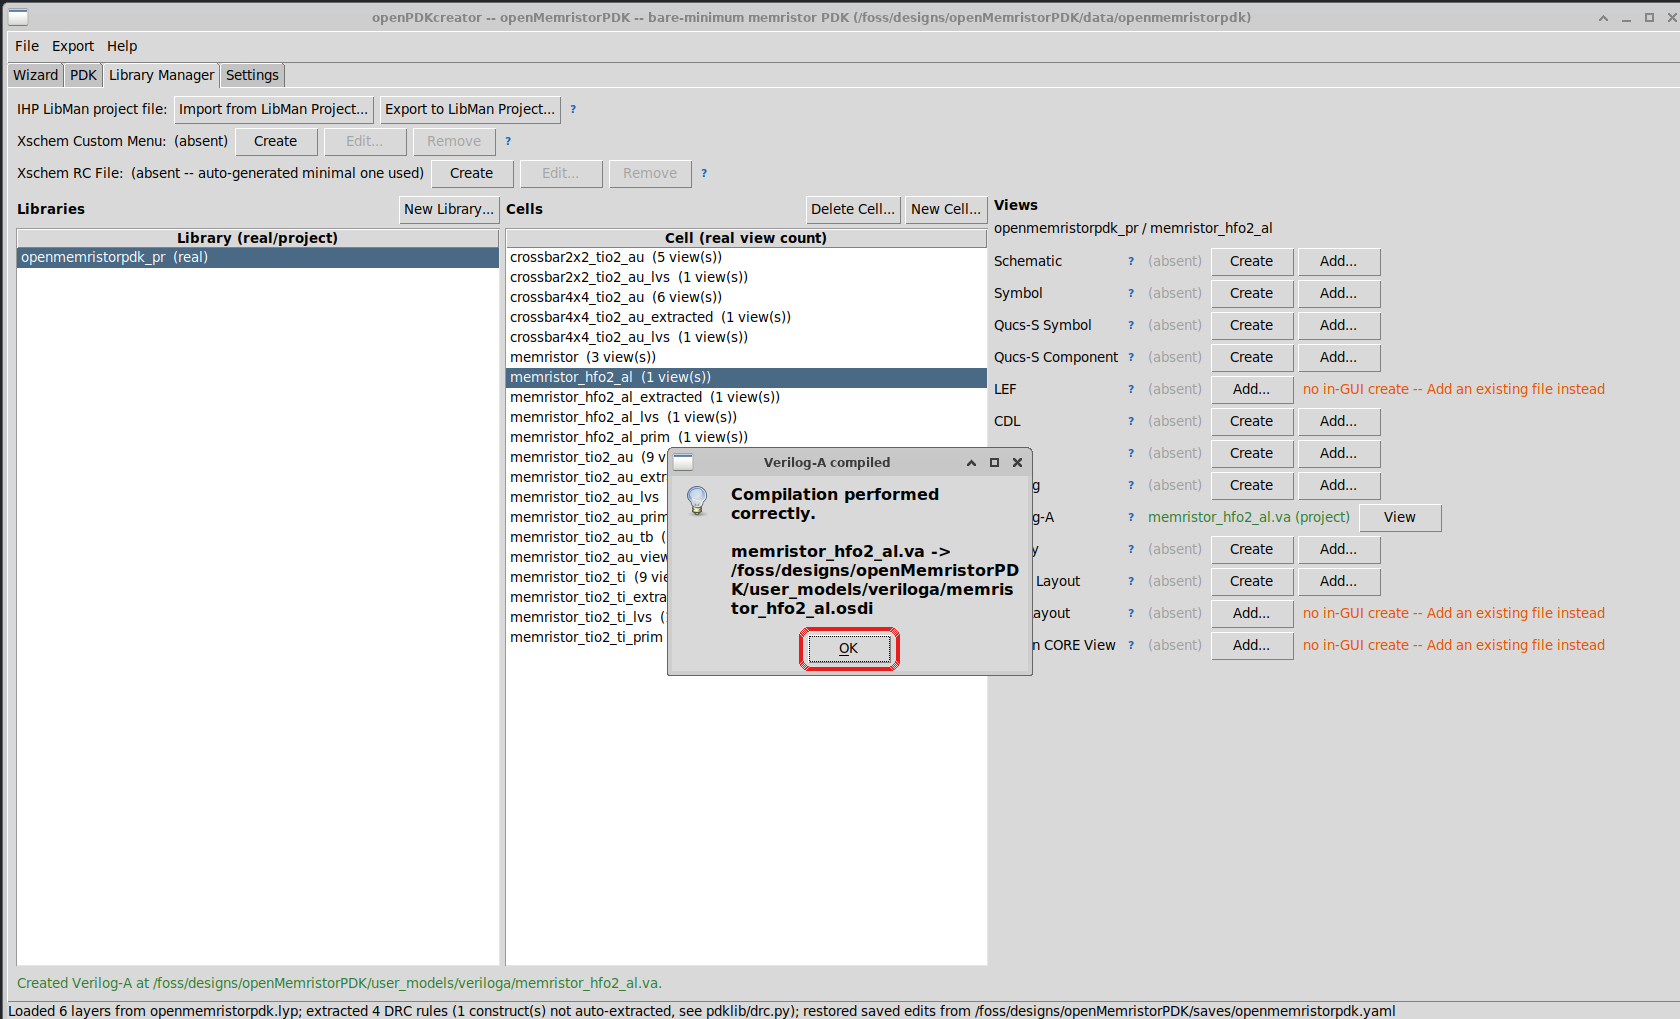 openPDKcreator -- openMemristorPDK -- bare-minimum memristor PDK (/foss/designs/openMemristorPDK/data/openmemristorpdk)
File Export Help
Wizard PDK Library Manager Settings
IHP LibMan project file: Import from LibMan Project... Export to LibMan Project... ?
Xschem Custom Menu: (absent) Create Edit... Remove ?
Xschem RC File: (absent -- auto-generated minimal one used) Create Edit... Remove ?
Libraries New Library...
Library (real/project)
openmemristorpdk_pr (real)
Cells Delete Cell... New Cell...
Cell (real view count)
crossbar2x2_tio2_au (5 view(s))
crossbar2x2_tio2_au_lvs (1 view(s))
crossbar4x4_tio2_au (6 view(s))
crossbar4x4_tio2_au_extracted (1 view(s))
crossbar4x4_tio2_au_lvs (1 view(s))
memristor (3 view(s))
memristor_hfo2_al (1 view(s))
memristor_hfo2_al_extracted (1 view(s))
memristor_hfo2_al_lvs (1 view(s))
memristor_hfo2_al_prim (1 view(s))
memristor_tio2_au (9 v
memristor_tio2_au_extr
memristor_tio2_au_lvs
memristor_tio2_au_prim
memristor_tio2_au_tb (
memristor_tio2_au_view
memristor_tio2_ti (9 vie
memristor_tio2_ti_extra
memristor_tio2_ti_lvs (
memristor_tio2_ti_prim
Views
openmemristorpdk_pr / memristor_hfo2_al
Schematic ? (absent) Create Add...
Symbol ? (absent) Create Add...
Qucs-S Symbol ? (absent) Create Add...
Qucs-S Component ? (absent) Create Add...
LEF ? (absent) Add... no in-GUI create -- Add an existing file instead
CDL ? (absent) Create Add...
? (absent) Create Add...
g ? (absent) Create Add...
g-A ? memristor_hfo2_al.va (project) View
y ? (absent) Create Add...
Layout ? (absent) Create Add...
ayout ? (absent) Add... no in-GUI create -- Add an existing file instead
n CORE View ? (absent) Add... no in-GUI create -- Add an existing file instead
Verilog-A compiled
Compilation performed
correctly.
memristor_hfo2_al.va ->
/foss/designs/openMemristorPD
K/user_models/veriloga/memris
tor_hfo2_al.osdi
OK
Created Verilog-A at /foss/designs/openMemristorPDK/user_models/veriloga/memristor_hfo2_al.va.
Loaded 6 layers from openmemristorpdk.lyp; extracted 4 DRC rules (1 construct(s) not auto-extracted, see pdklib/drc.py); restored saved edits from /foss/designs/openMemristorPDK/saves/openmemristorpdk.yaml